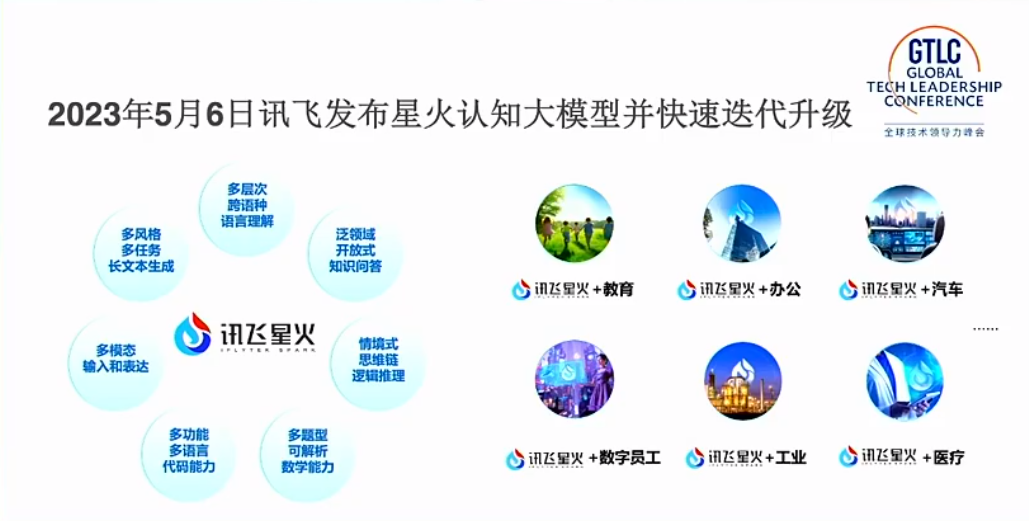 GTLC
GLOBAL
TECH LEADERSHIP
CONFERENCE
全球技术领导力峰会
2023年5月6日讯飞发布星火认知大模型并快速迭代升级
多层次
跨语种
语言理解
多风格
多任务
长文本生成
泛领域
开放式
知识问答
讯飞星火
IFLYTEK SPARK
多模态
输入和表达
情境式
思维链
逻辑推理
多功能
多语言
代码能力
多题型
可解析
数学能力
讯飞星火+教育
讯飞星火+办公
讯飞星火+汽车
......
讯飞星火+数字员工
讯飞星火+工业
讯飞星火+医疗